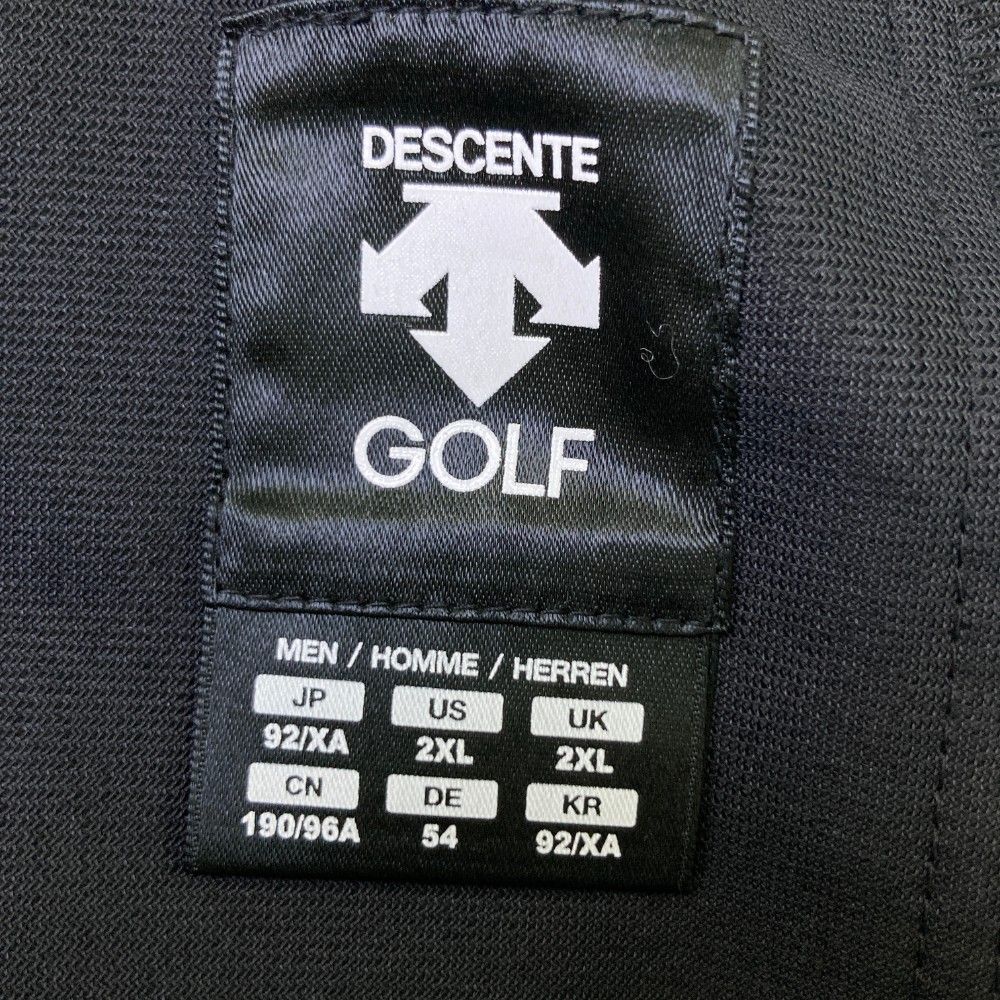 DESCENTE
GOLF
MEN / HOMME / HERREN
JP US UK
92/XA 2XL 2XL
CN DE KR
190/96A 54 92/XA